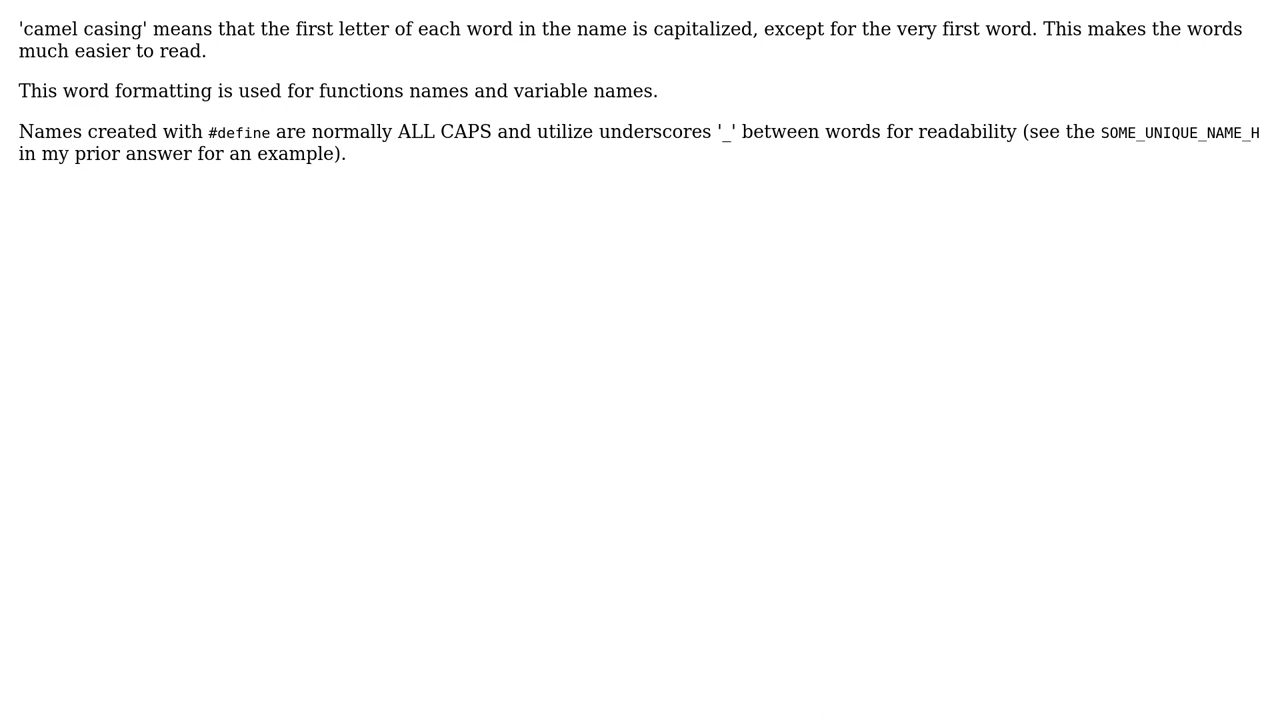 'camel casing' means that the first letter of each word in the name is capitalized, except for the very first word. This makes the words
much easier to read.
This word formatting is used for functions names and variable names.
Names created with #define are normally ALL CAPS and utilize underscores '_' between words for readability (see the SOME_UNIQUE_NAME_H
in my prior answer for an example).